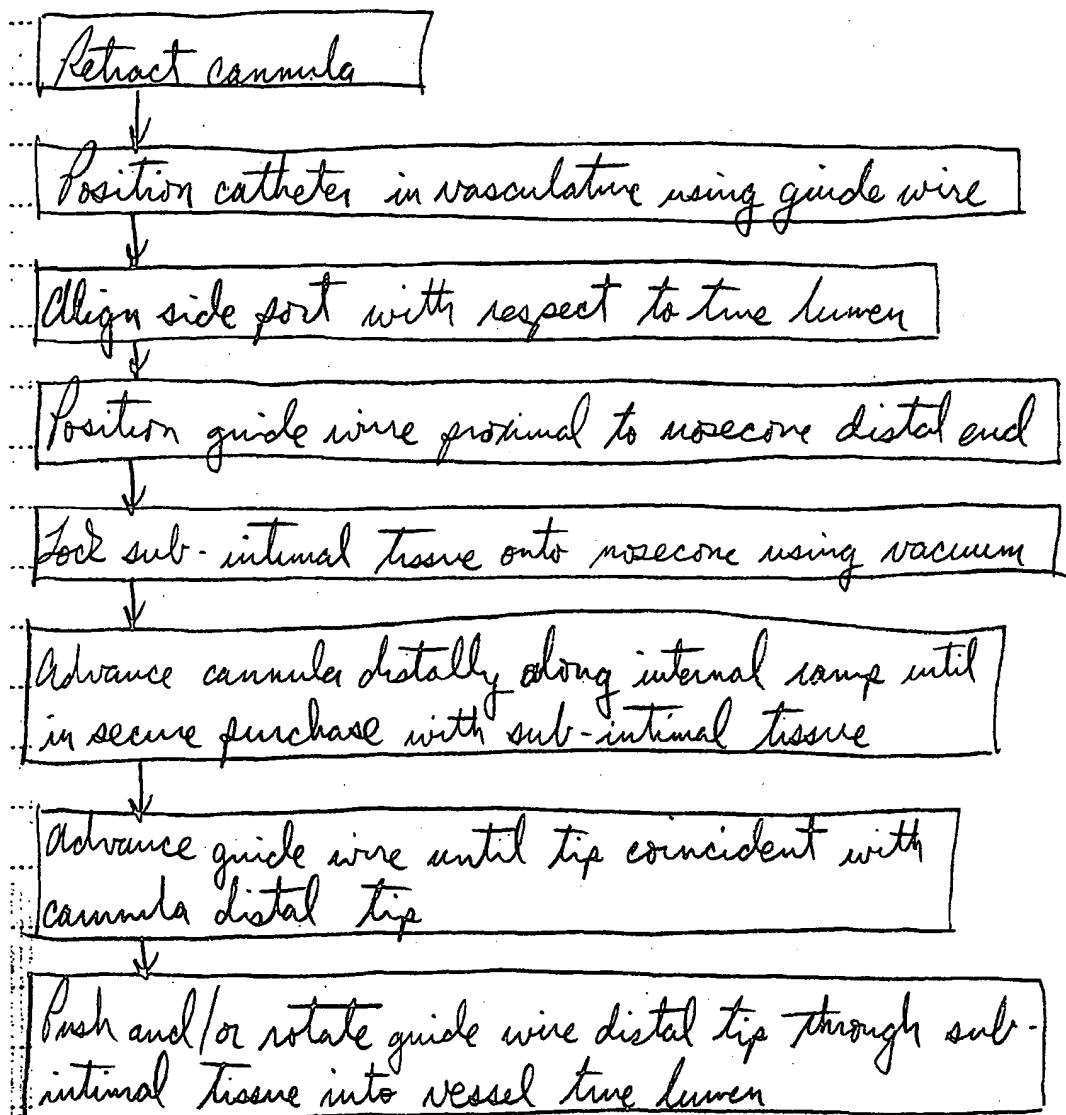 Retract cannula
Position catheter in vasculature using guide wire
Align side port with respect to true lumen
Position guide wire proximal to nosecone distal end
Lock sub-intimal tissue onto nosecone using vacuum
Advance cannula distally along internal ramp until
in secure purchase with sub-intimal tissue
Advance guide wire until tip coincident with
cannula distal tip
Push and/or rotate guide wire distal tip through sub-
intimal tissue into vessel true lumen